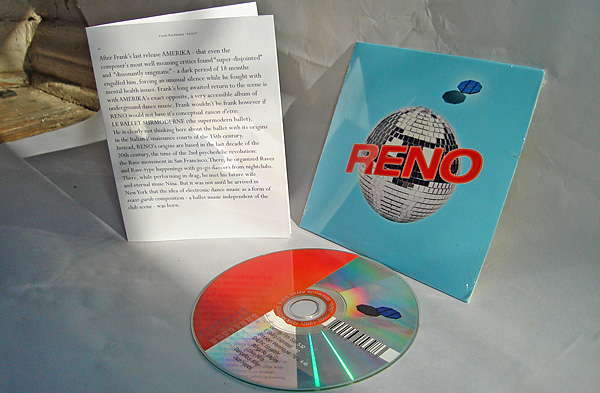 After Frank's last release AMERIKA - that even the
composer's most well meaning critics found "super-disjointed"
and "dissonantly enigmatic" - a dark period of 18 months
engulfed him, forcing an unusual silence while he fought with
mental health issues. Frank's long awaited return to the scene is
with AMERIKA's exact opposite, a very accessible album of
underground dance music. Frank wouldn't be frank however if
RENO would not have it's conceptual raison d'etre:
LE BALLET SURMODERNE (the supermodern ballet),
He is clearly not thinking here about the ballet with its origins
in the Italian renaissance courts of the 15th century.
Instead, RENO's origins are based in the last decade of the
20th century, the time of the 2nd psychedelic revolution:
the Rave movement in San Francisco. There, he organized Raves
and Rave-type happenings with go-go dancers from nightclubs.
There, while performing in drag, he met his future wife
and eternal muse Nina. But it was not until he arrived in
New York that the idea of electronic dance music as a form of
avant garde composition - a ballet music independent of the
club scene - was born.
RENO